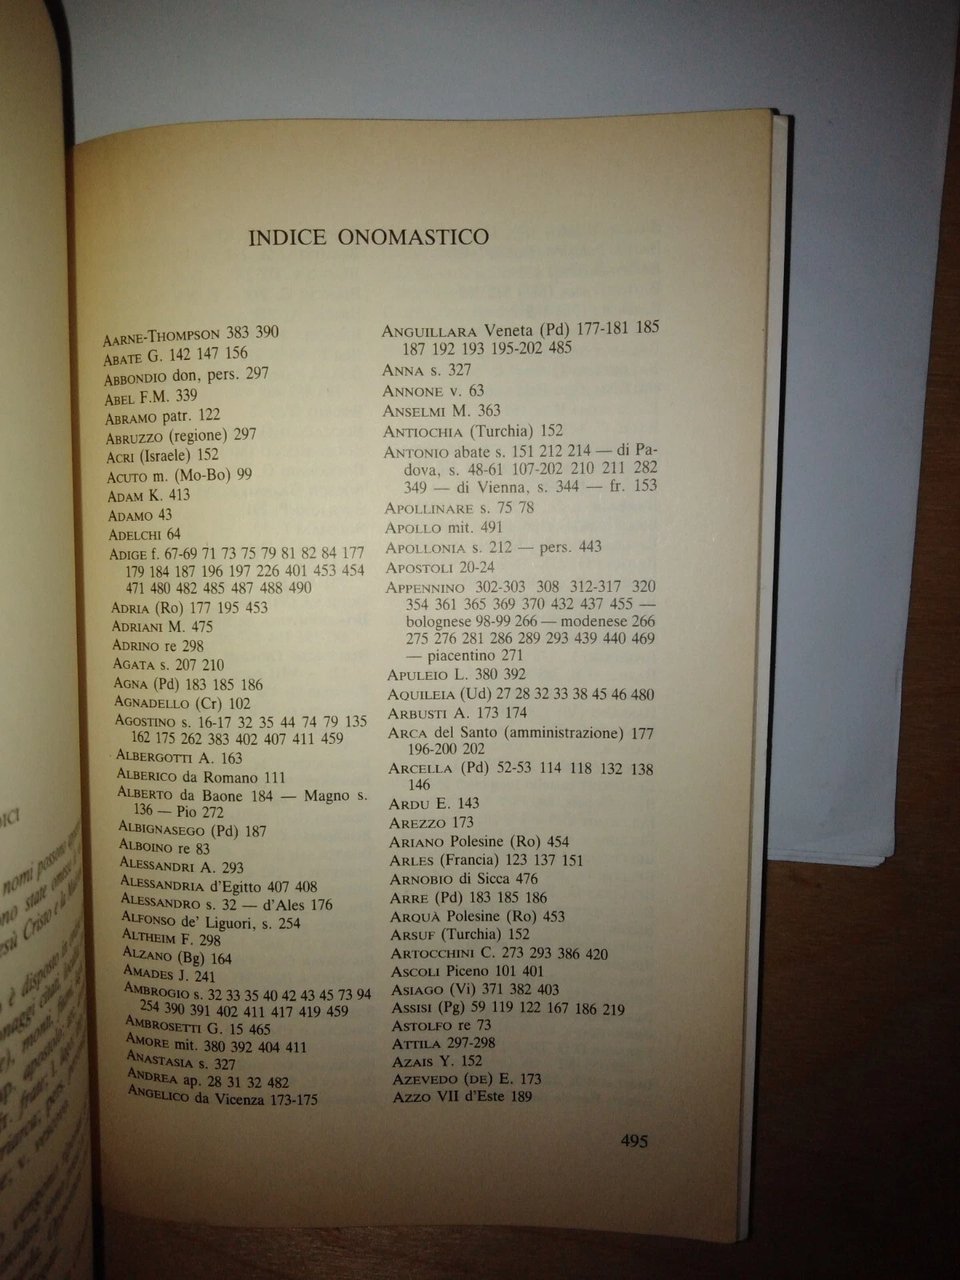 INDICE ONOMASTICO
AARNE-THOMPSON 383 390
ABATE G. 142 147 156
ABBONDIO don, pers. 297
ABEL F.M. 339
ABRAMO patr. 122
ABRUZZO (regione) 297
ACRI (Israele) 152
ACUTO m. (Mo-Bo) 99
ADAM K. 413
ADAMO 43
ADELCHI 64
ADIGE f. 67-69 71 73 75 79 81 82 84 177
179 184 187 196 197 226 401 453 454
471 480 482 485 487 488 490
ADRIA (Ro) 177 195 453
ADRIANI M. 475
ADRINO re 298
AGATA s. 207 210
AGNA (Pd) 183 185 186
AGNADELLO (Cr) 102
AGOSTINO s. 16-17 32 35 44 74 79 135
162 175 262 383 402 407 411 459
ALBERGOTTI A. 163
ALBERICO da Romano 111
ALBERTO da Baone 184 — Magno s.
136 — Pio 272
ALBIGNASEGO (Pd) 187
ALBOINO re 83
ALESSANDRI A. 293
ALESSANDRIA d'Egitto 407 408
ALESSANDRO s. 32 — d'Ales 176
ALFONSO de' Liguori, s. 254
ALTHEIM F. 298
ALZANO (Bg) 164
AMADES J. 241
AMBROGIO s. 32 33 35 40 42 43 45 73 94
254 390 391 402 411 417 419 459
AMBROSETTI G. 15 465
AMORE mit. 380 392 404 411
ANASTASIA s. 327
ANDREA ap. 28 31 32 482
ANGELICO da Vicenza 173-175
ANGUILLARA Veneta (Pd) 177-181 185
187 192 193 195-202 485
ANNA s. 327
ANNONE v. 63
ANSELMI M. 363
ANTIOCHIA (Turchia) 152
ANTONIO abate s. 151 212 214 — di Pa-
dova, s. 48-61 107-202 210 211 282
349 — di Vienna, s. 344 — fr. 153
APOLLINARE s. 75 78
APOLLO mit. 491
APOLLONIA s. 212 — pers. 443
APOSTOLI 20-24
APPENNINO 302-303 308 312-317 320
354 361 365 369 370 432 437 455 —
bolognese 98-99 266 — modenese 266
275 276 281 286 289 293 439 440 469
— piacentino 271
APULEIO L. 380 392
AQUILEIA (Ud) 27 28 32 33 38 45 46 480
ARBUSTI A. 173 174
ARCA del Santo (amministrazione) 177
196-200 202
ARCELLA (Pd) 52-53 114 118 132 138
146
ARDU E. 143
AREZZO 173
ARIANO Polesine (Ro) 454
ARLES (Francia) 123 137 151
ARNOBIO di Sicca 476
ARRE (Pd) 183 185 186
ARQUÀ Polesine (Ro) 453
ARSUF (Turchia) 152
ARTOCCHINI C. 273 293 386 420
ASCOLI Piceno 101 401
ASIAGO (Vi) 371 382 403
ASSISI (Pg) 59 119 122 167 186 219
ASTOLFO re 73
ATTILA 297-298
AZAIS Y. 152
AZEVEDO (DE) E. 173
AZZO VII d'Este 189
495